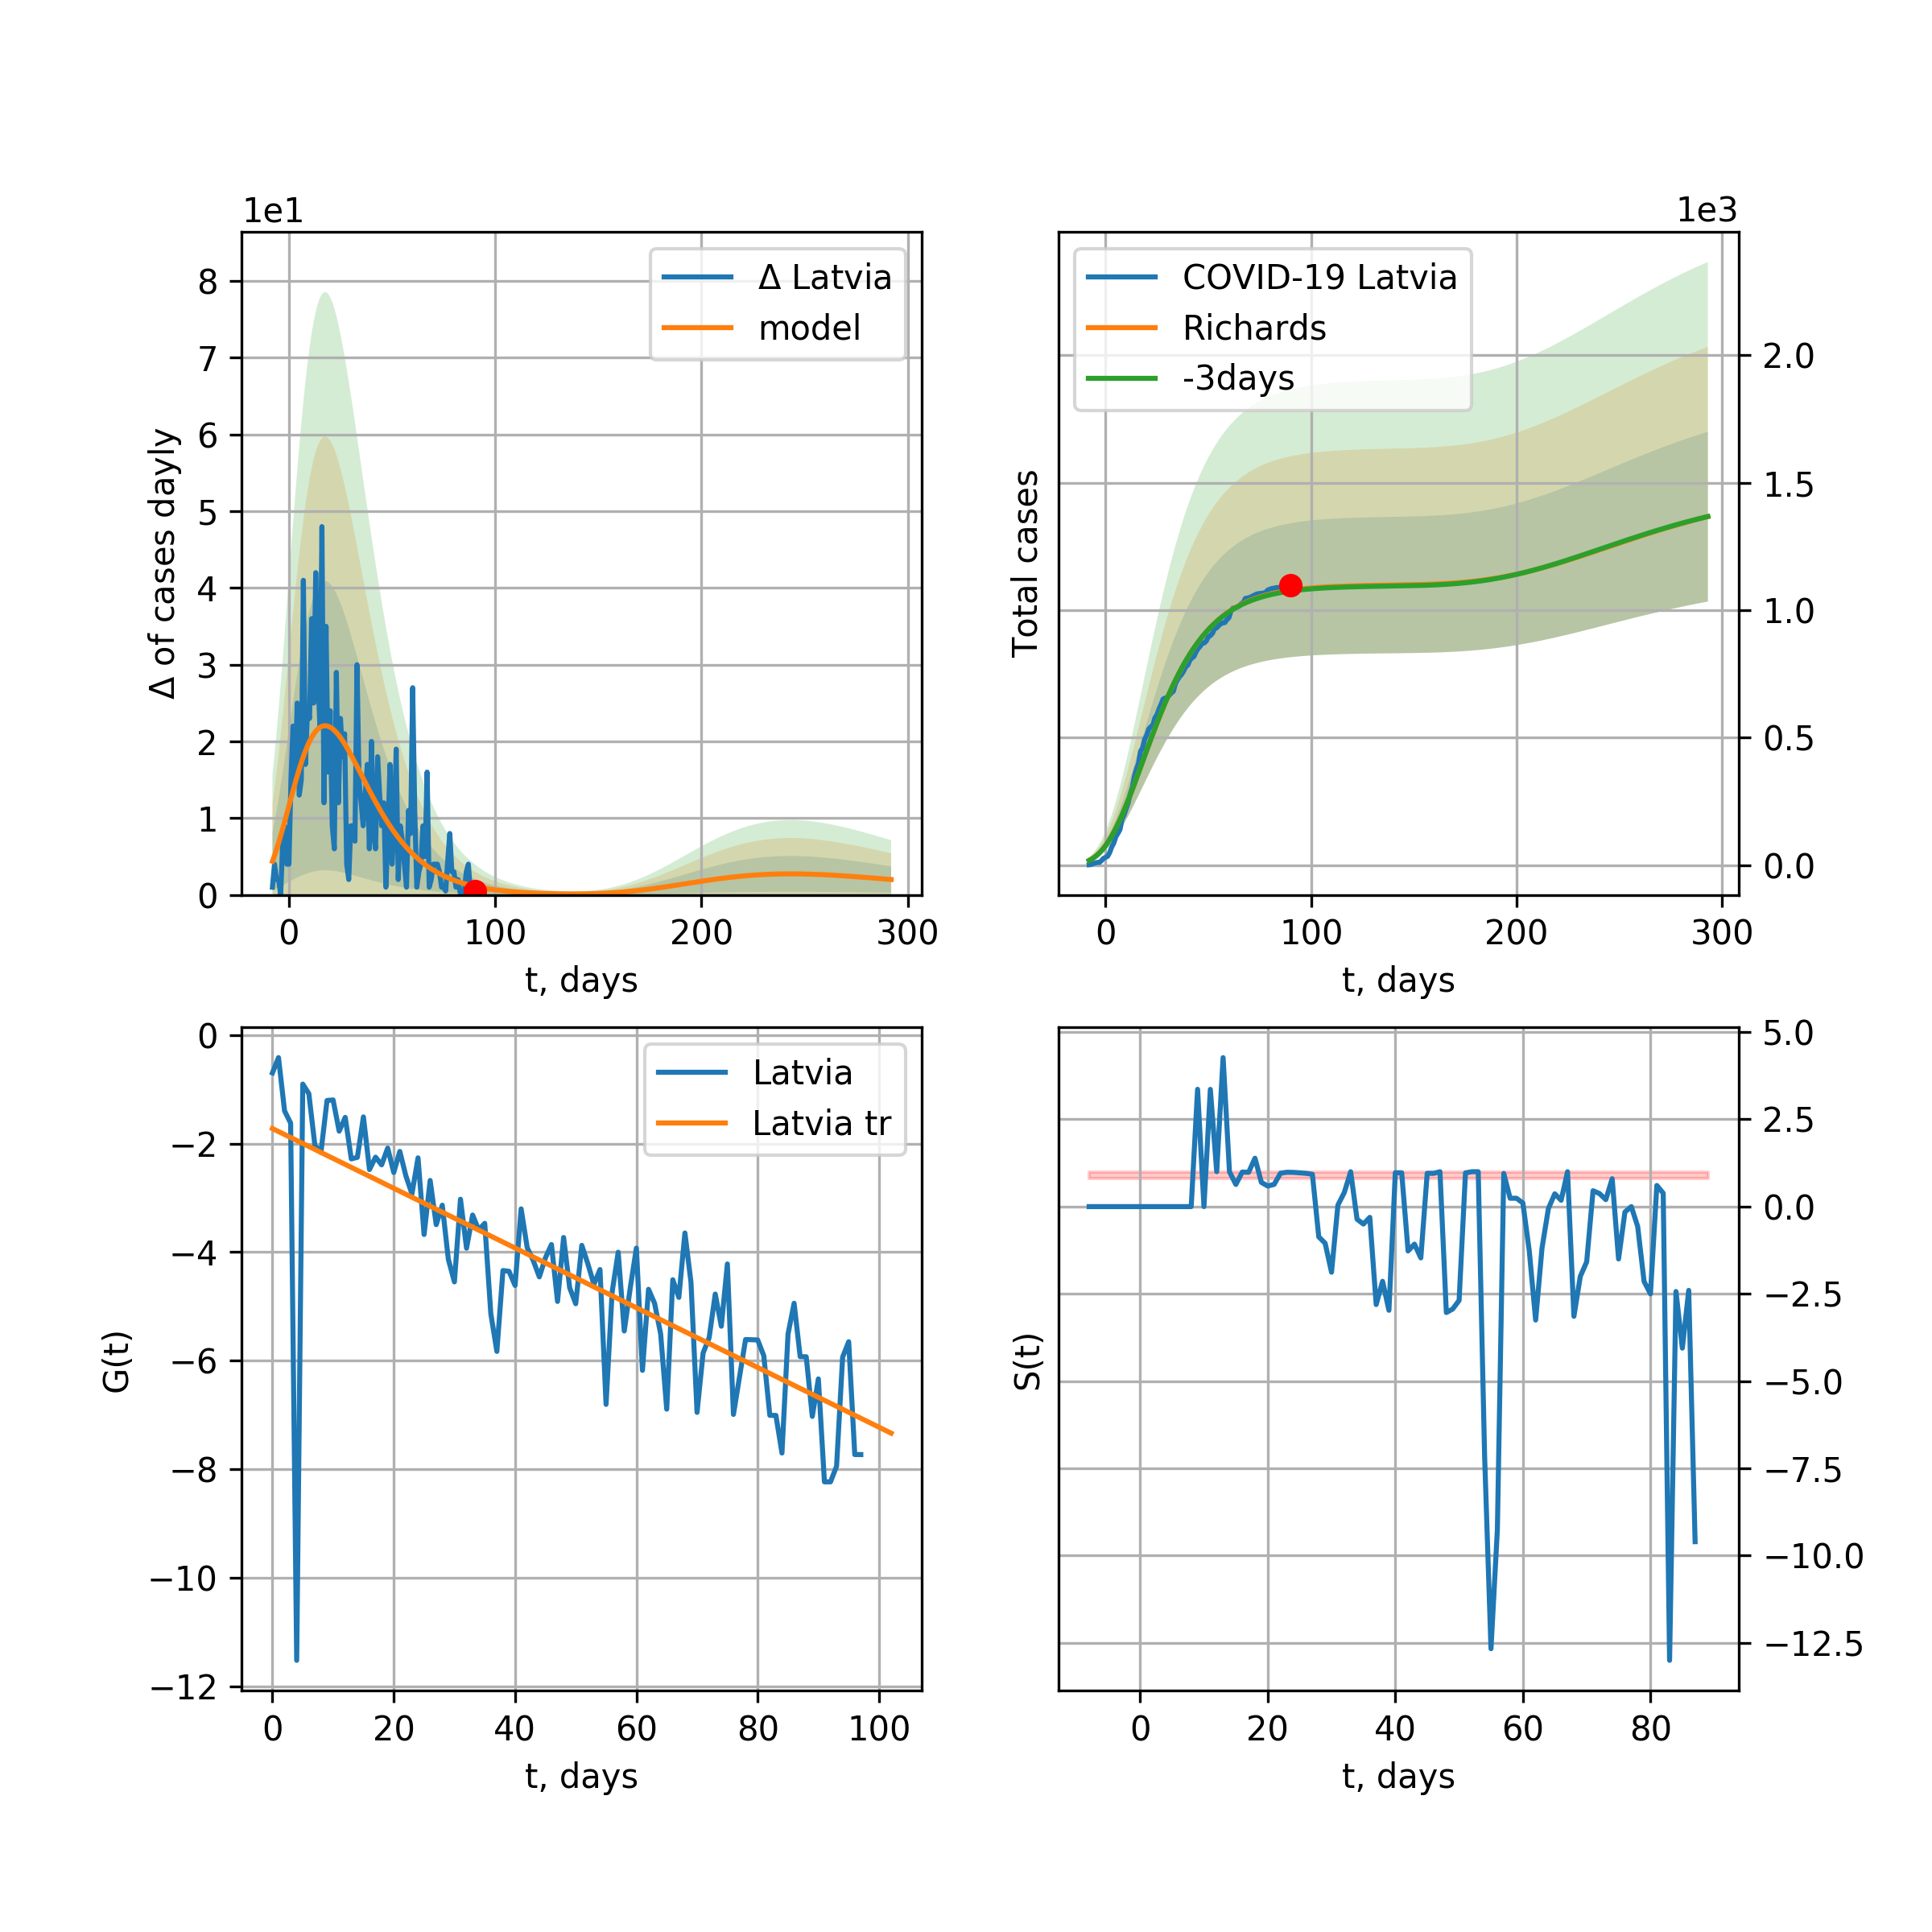 1e1
Δ of cases dayly
8
7
6
5
4
3
2
1
0
Δ Latvia
model
0 100 200 300
t, days
1e3
COVID-19 Latvia
Richards
-3days
2.0
1.5
1.0
0.5
0.0
Total cases
0 100 200 300
t, days
G(t)
0
−2
−4
−6
−8
−10
−12
Latvia
Latvia tr
0 20 40 60 80 100
t, days
S(t)
5.0
2.5
0.0
−2.5
−5.0
−7.5
−10.0
−12.5
0 20 40 60 80
t, days